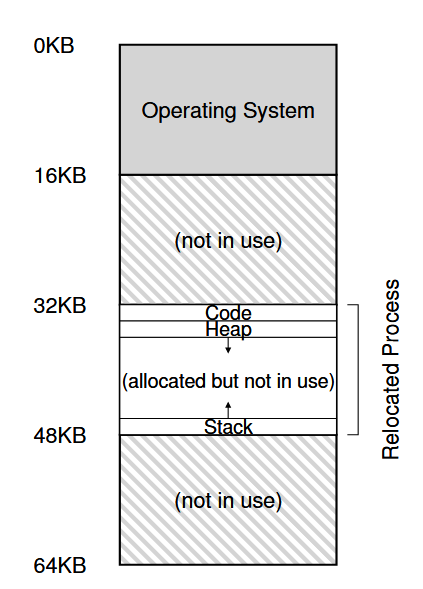 0KB
Operating System
16KB
(not in use)
32KB
Code
Heap
(allocated but not in use)
Stack
48KB
(not in use)
64KB
Relocated Process